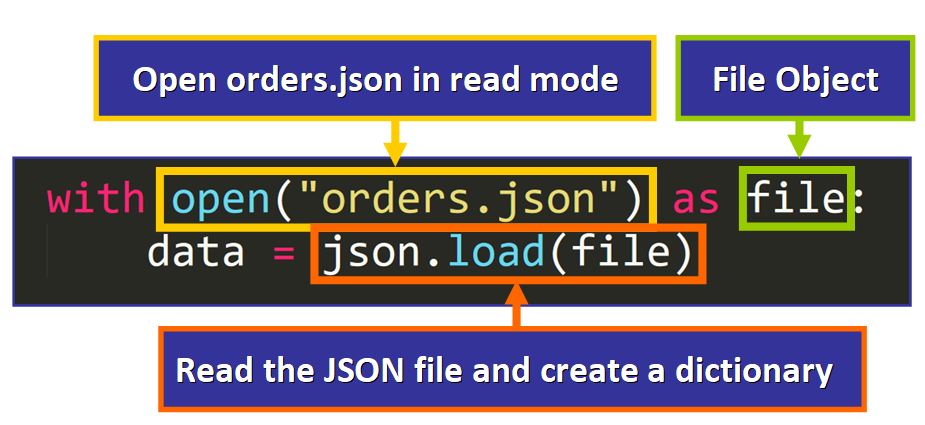 Open orders.json in read mode
File Object
with open("orders.json") as file:
    data = json.load(file)
Read the JSON file and create a dictionary